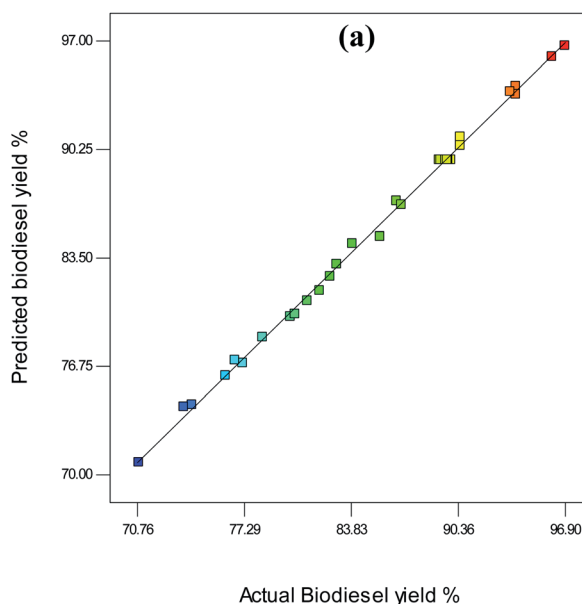 (a)
97.00
90.25
83.50
76.75
70.00
Predicted biodiesel yield %
70.76 77.29 83.83 90.36 96.90
Actual Biodiesel yield %